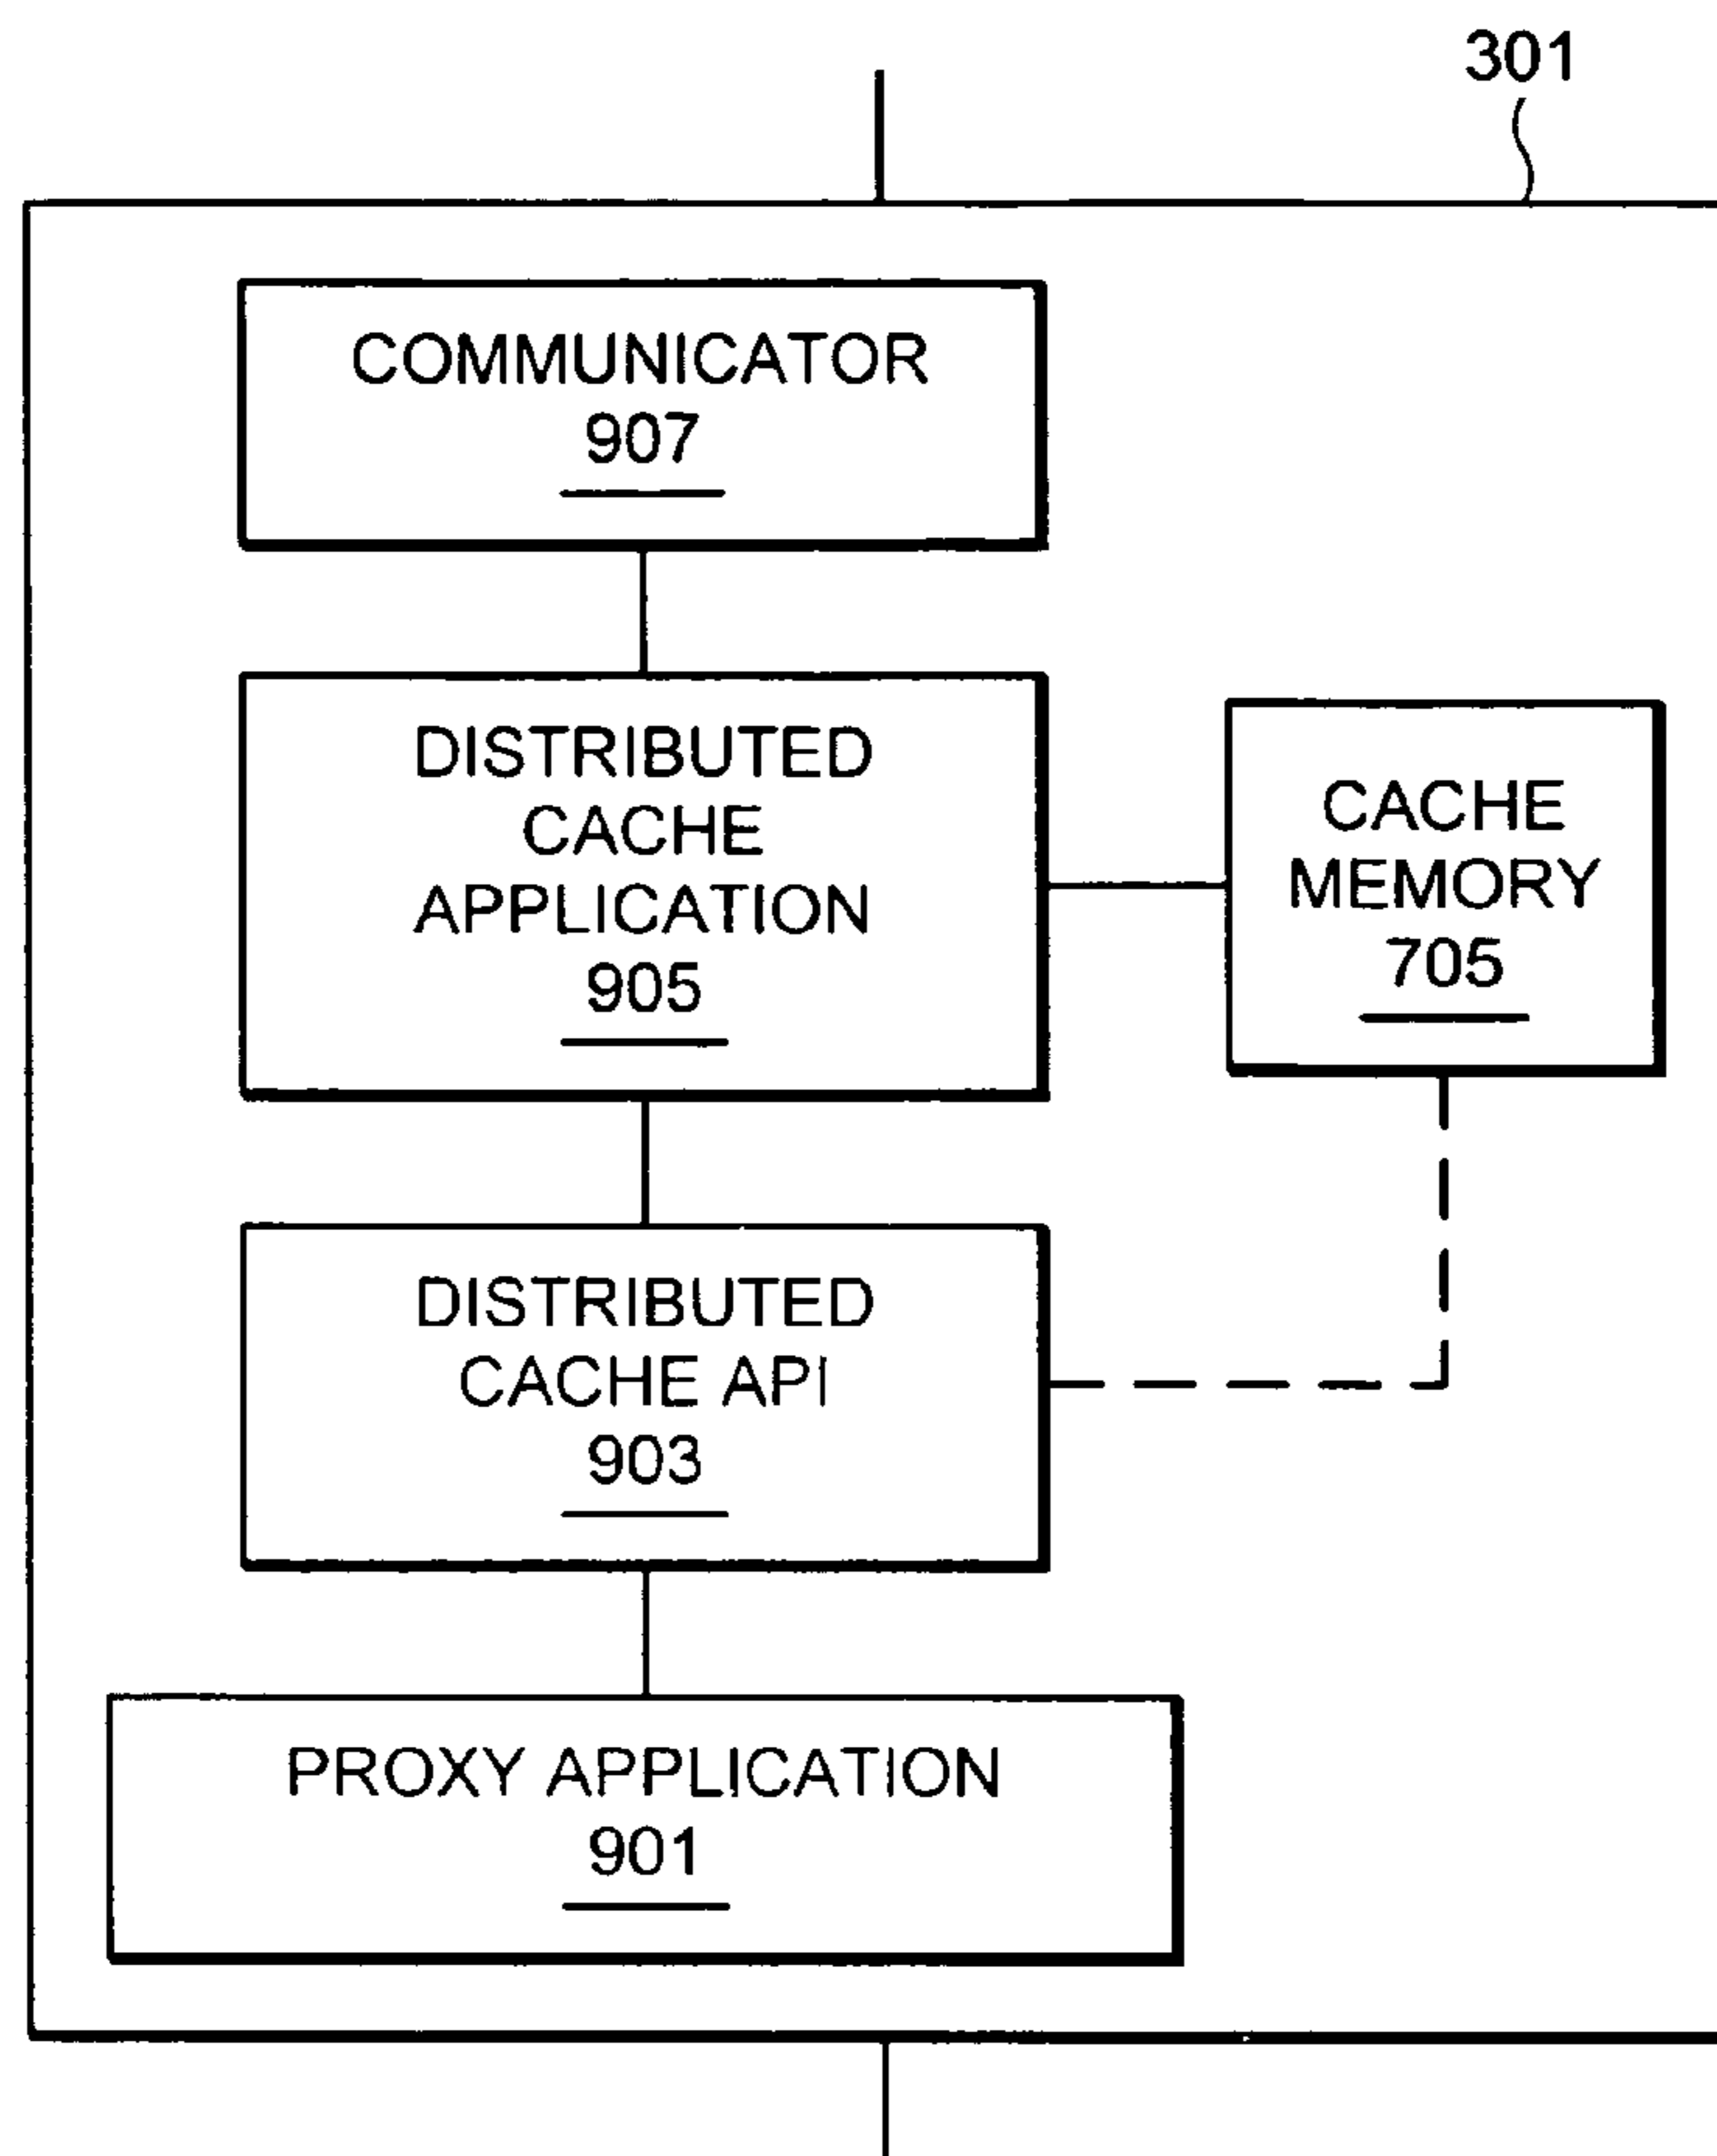 301
COMMUNICATOR
907
DISTRIBUTED
CACHE
APPLICATION
905
CACHE
MEMORY
705
DISTRIBUTED
CACHE API
903
PROXY APPLICATION
901